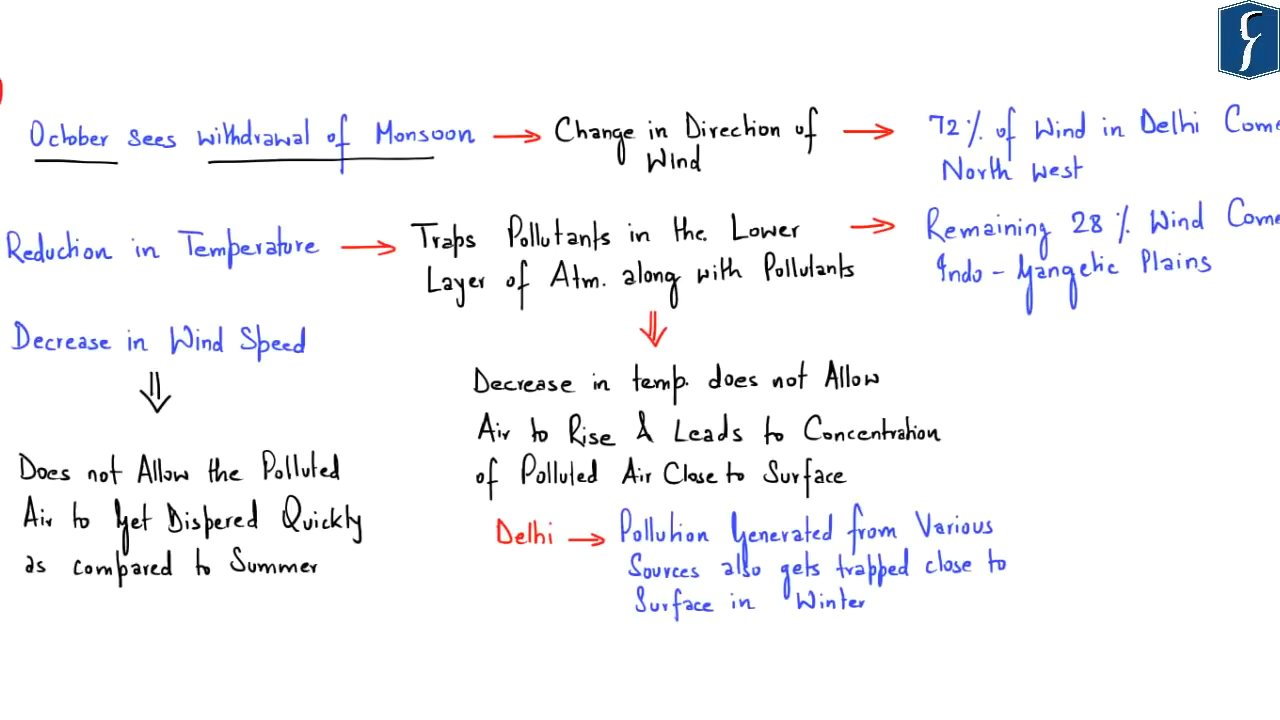 October sees withdrawal of Monsoon → Change in Direction of Wind → 72% of Wind in Delhi Come North west
Reduction in Temperature → Traps Pollutants in the Lower Layer of Atm. along with Pollutants → Remaining 28% Wind Come Indo - Gangetic Plains
Decrease in Wind Speed
⇓
Does not Allow the Polluted
Air to Get Dispered Quickly
as compared to Summer
⇓
Decrease in temp. does not Allow
Air to Rise & Leads to Concentration
of Polluted Air Close to Surface
Delhi → Pollution Generated from Various
Sources also gets trapped close to
Surface in Winter